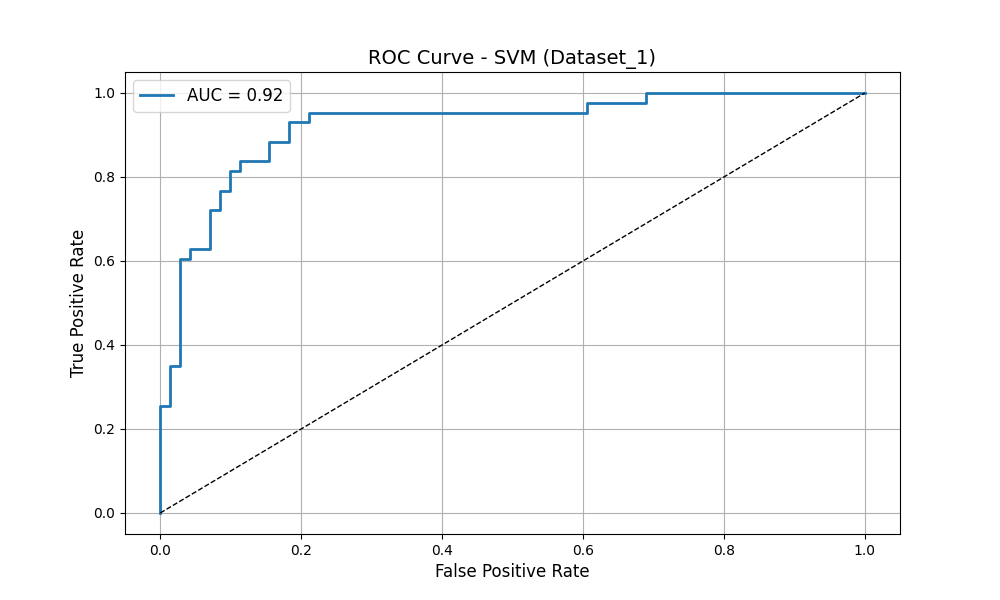 ROC Curve - SVM (Dataset_1)
AUC = 0.92
1.0
0.8
0.6
0.4
0.2
0.0
True Positive Rate
0.0 0.2 0.4 0.6 0.8 1.0
False Positive Rate